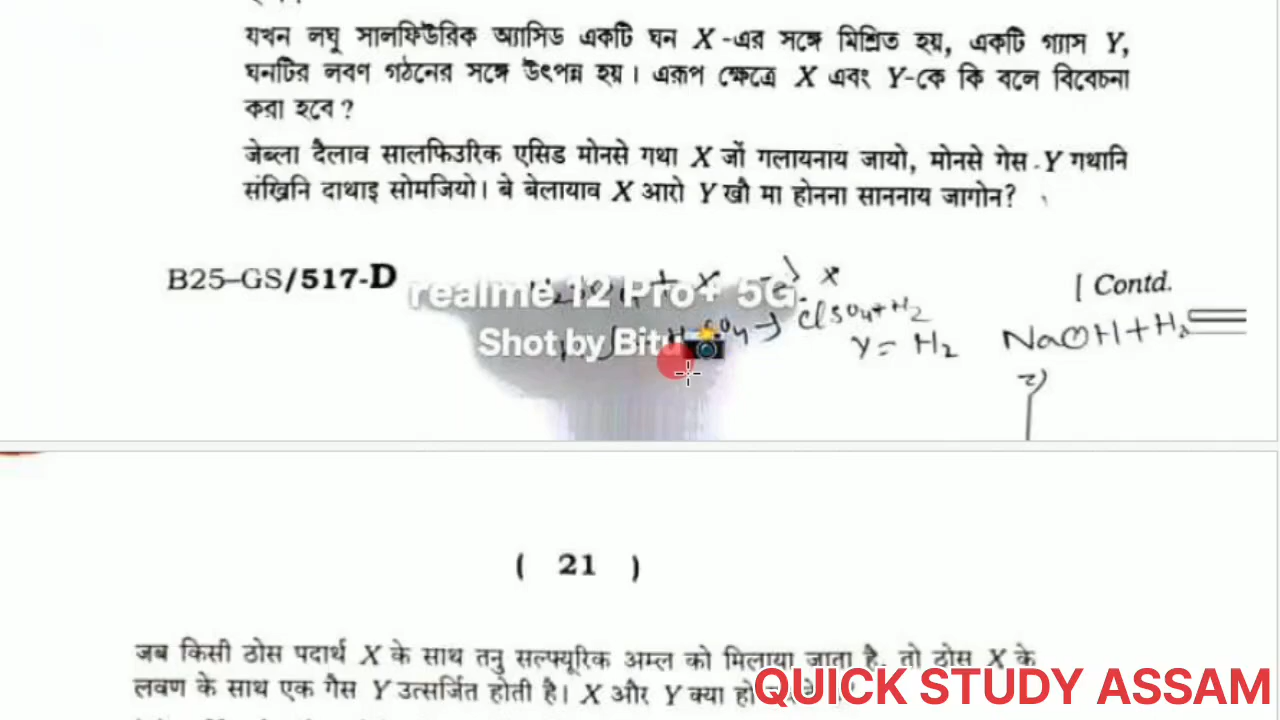 যখন লঘু সালফিউরিক অ্যাসিড একটি ঘন X-এর সঙ্গে মিশ্রিত হয়, একটি গ্যাস Y,
ঘনটির লবণ গঠনের সঙ্গে উৎপন্ন হয়। এরূপ ক্ষেত্রে X এবং Y-কে কি বলে বিবেচনা
করা হবে?
जेब्ला दैलाव सालफिउरिक एसिड मोनसे गथा X जों गलायनाय जायो, मोनसे गेस Y गथानि
संख्रिनि दाथाइ सोमजियो। बे बेलायाव X आरो Y खौ मा होनना साननाय जागोन?
B25–GS/517-D
realme 12 Pro+ 5G
Shot by Bitu
+ X → X
[ Contd.
SO4 → ClSO4 + H2
Y = H2
NaOH + H2
( 21 )
जब किसी ठोस पदार्थ X के साथ तनु सल्फ्यूरिक अम्ल को मिलाया जाता है, तो ठोस X के
लवण के साथ एक गैस Y उत्सर्जित होती है। X और Y क्या हो
QUICK STUDY ASSAM